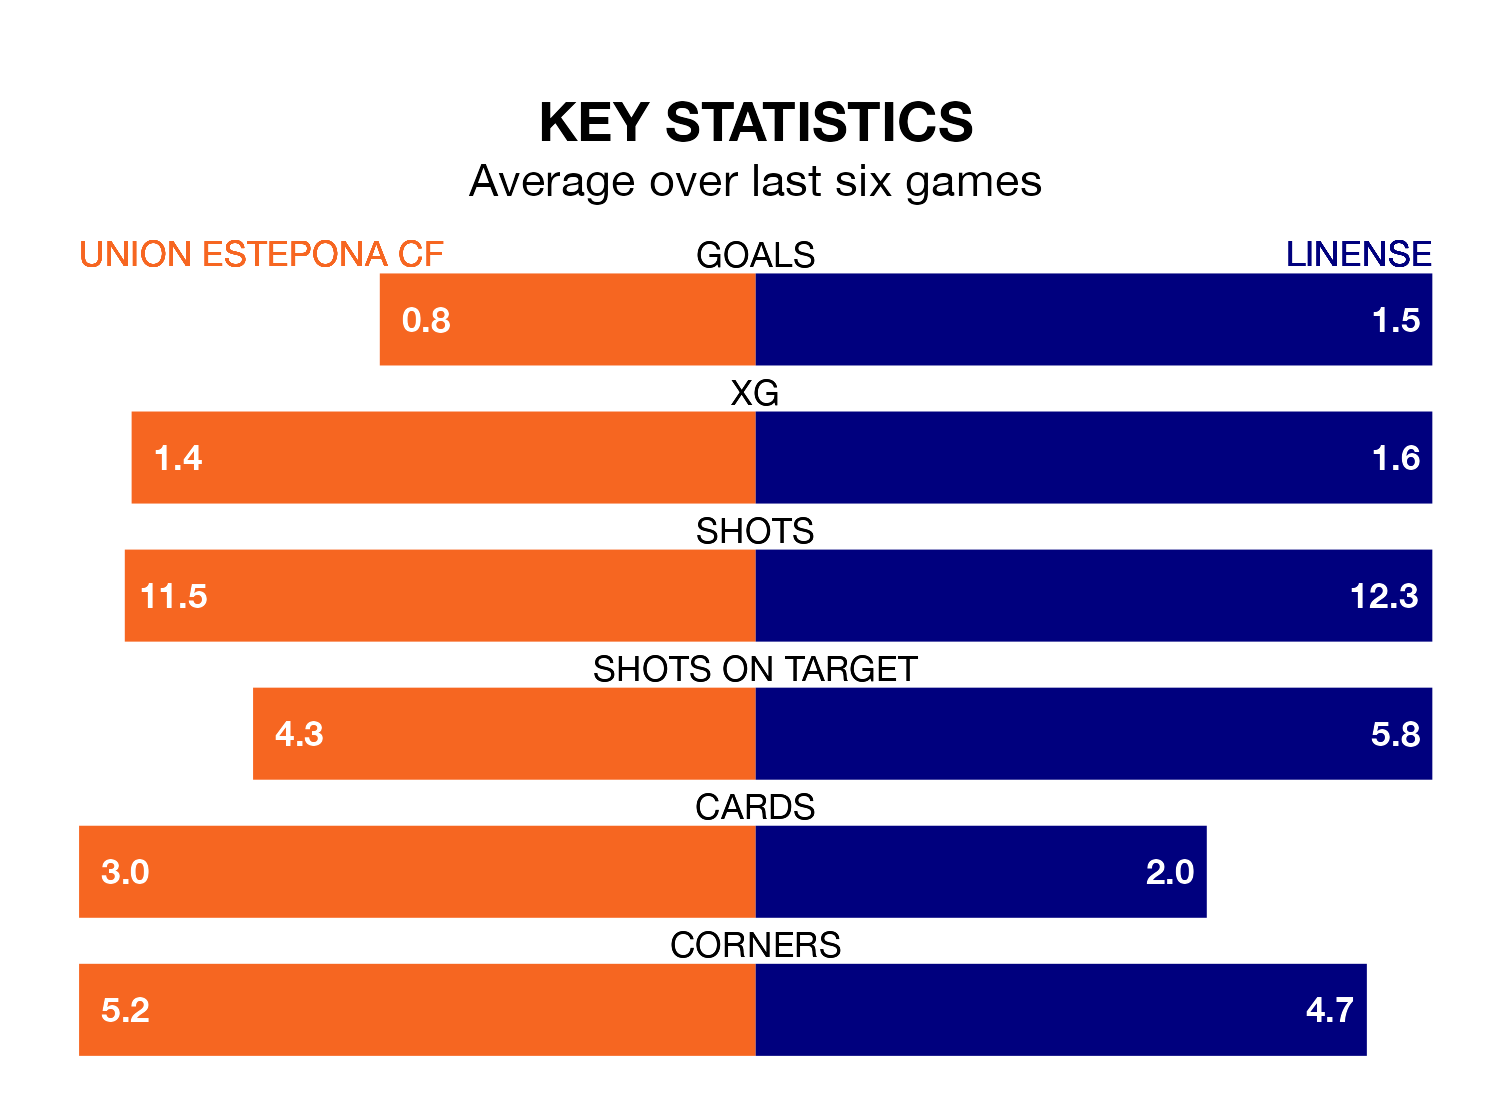 KEY STATISTICS
Average over last six games
UNION ESTEPONA CF GOALS LINENSE
0.8 1.5
XG
1.4 1.6
SHOTS
11.5 12.3
SHOTS ON TARGET
4.3 5.8
CARDS
3.0 2.0
CORNERS
5.2 4.7